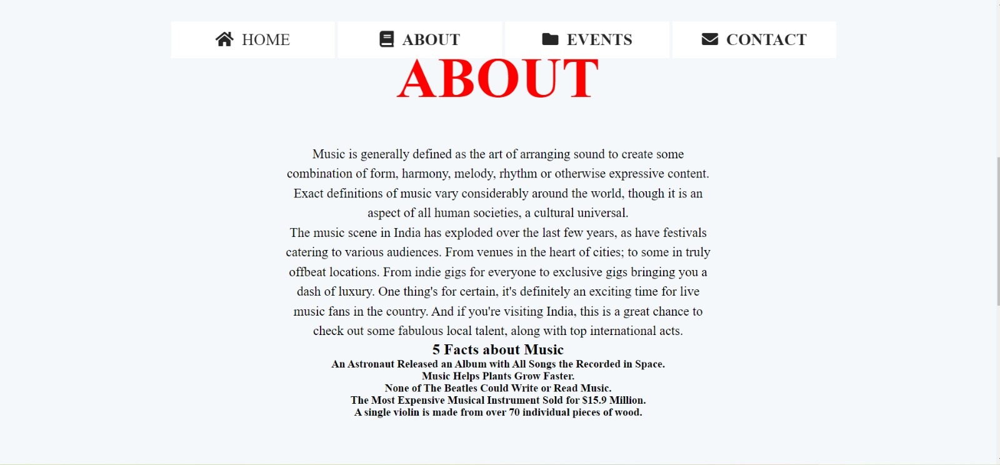 HOME ABOUT EVENTS CONTACT
ABOUT
Music is generally defined as the art of arranging sound to create some
combination of form, harmony, melody, rhythm or otherwise expressive content.
Exact definitions of music vary considerably around the world, though it is an
aspect of all human societies, a cultural universal.
The music scene in India has exploded over the last few years, as have festivals
catering to various audiences. From venues in the heart of cities; to some in truly
offbeat locations. From indie gigs for everyone to exclusive gigs bringing you a
dash of luxury. One thing's for certain, it's definitely an exciting time for live
music fans in the country. And if you're visiting India, this is a great chance to
check out some fabulous local talent, along with top international acts.
5 Facts about Music
An Astronaut Released an Album with All Songs the Recorded in Space.
Music Helps Plants Grow Faster.
None of The Beatles Could Write or Read Music.
The Most Expensive Musical Instrument Sold for $15.9 Million.
A single violin is made from over 70 individual pieces of wood.